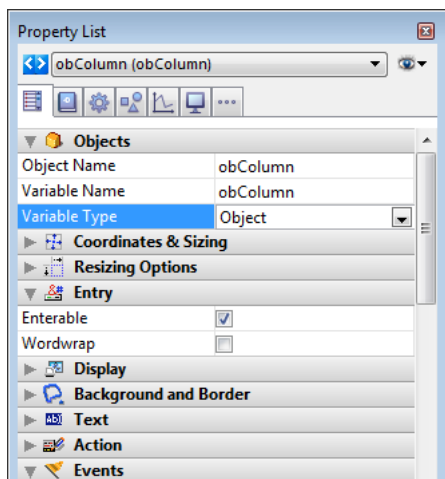 Property List
obColumn (obColumn)
Objects
Object Name obColumn
Variable Name obColumn
Variable Type Object
Coordinates & Sizing
Resizing Options
Entry
Enterable
Wordwrap
Display
Background and Border
Text
Action
Events